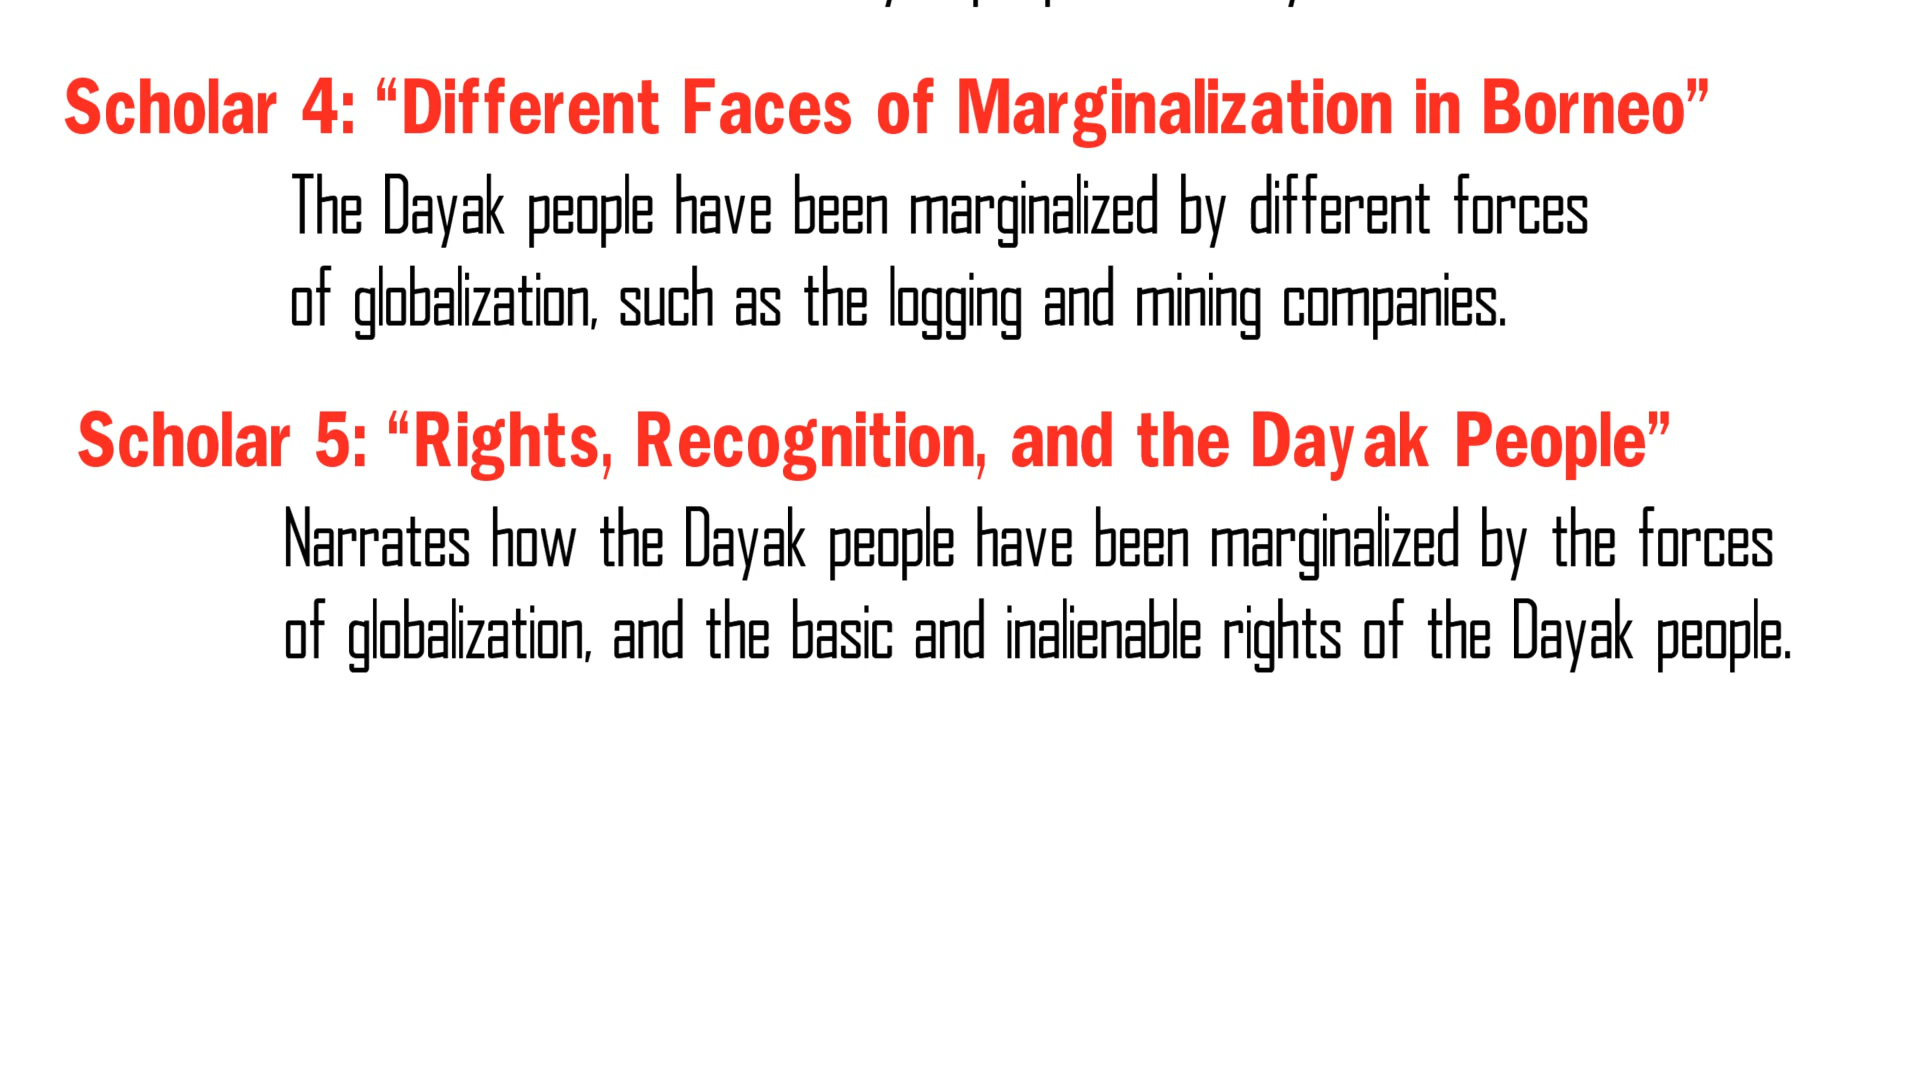 Scholar 4: “Different Faces of Marginalization in Borneo”
The Dayak people have been marginalized by different forces
of globalization, such as the logging and mining companies.
Scholar 5: “Rights, Recognition, and the Dayak People”
Narrates how the Dayak people have been marginalized by the forces
of globalization, and the basic and inalienable rights of the Dayak people.